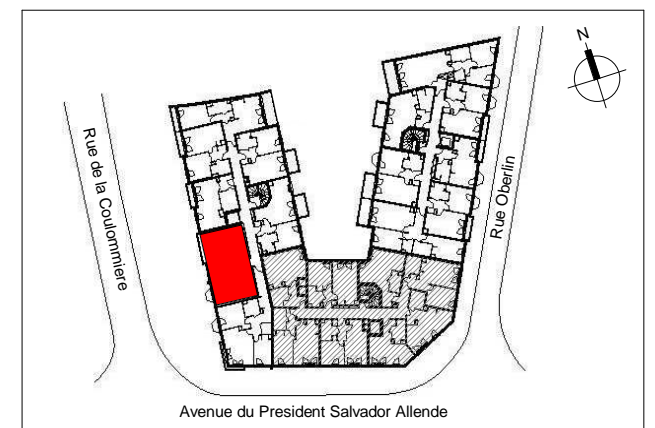 N
Rue de la Coulommiere
Rue Oberlin
Avenue du President Salvador Allende